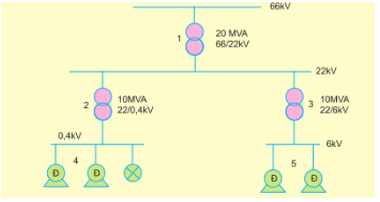 66kV
1
20 MVA
66/22kV
22kV
2
10MVA
22/0,4kV
3
10MVA
22/6kV
0,4kV
6kV
4
5
Đ
Đ
Đ
Đ